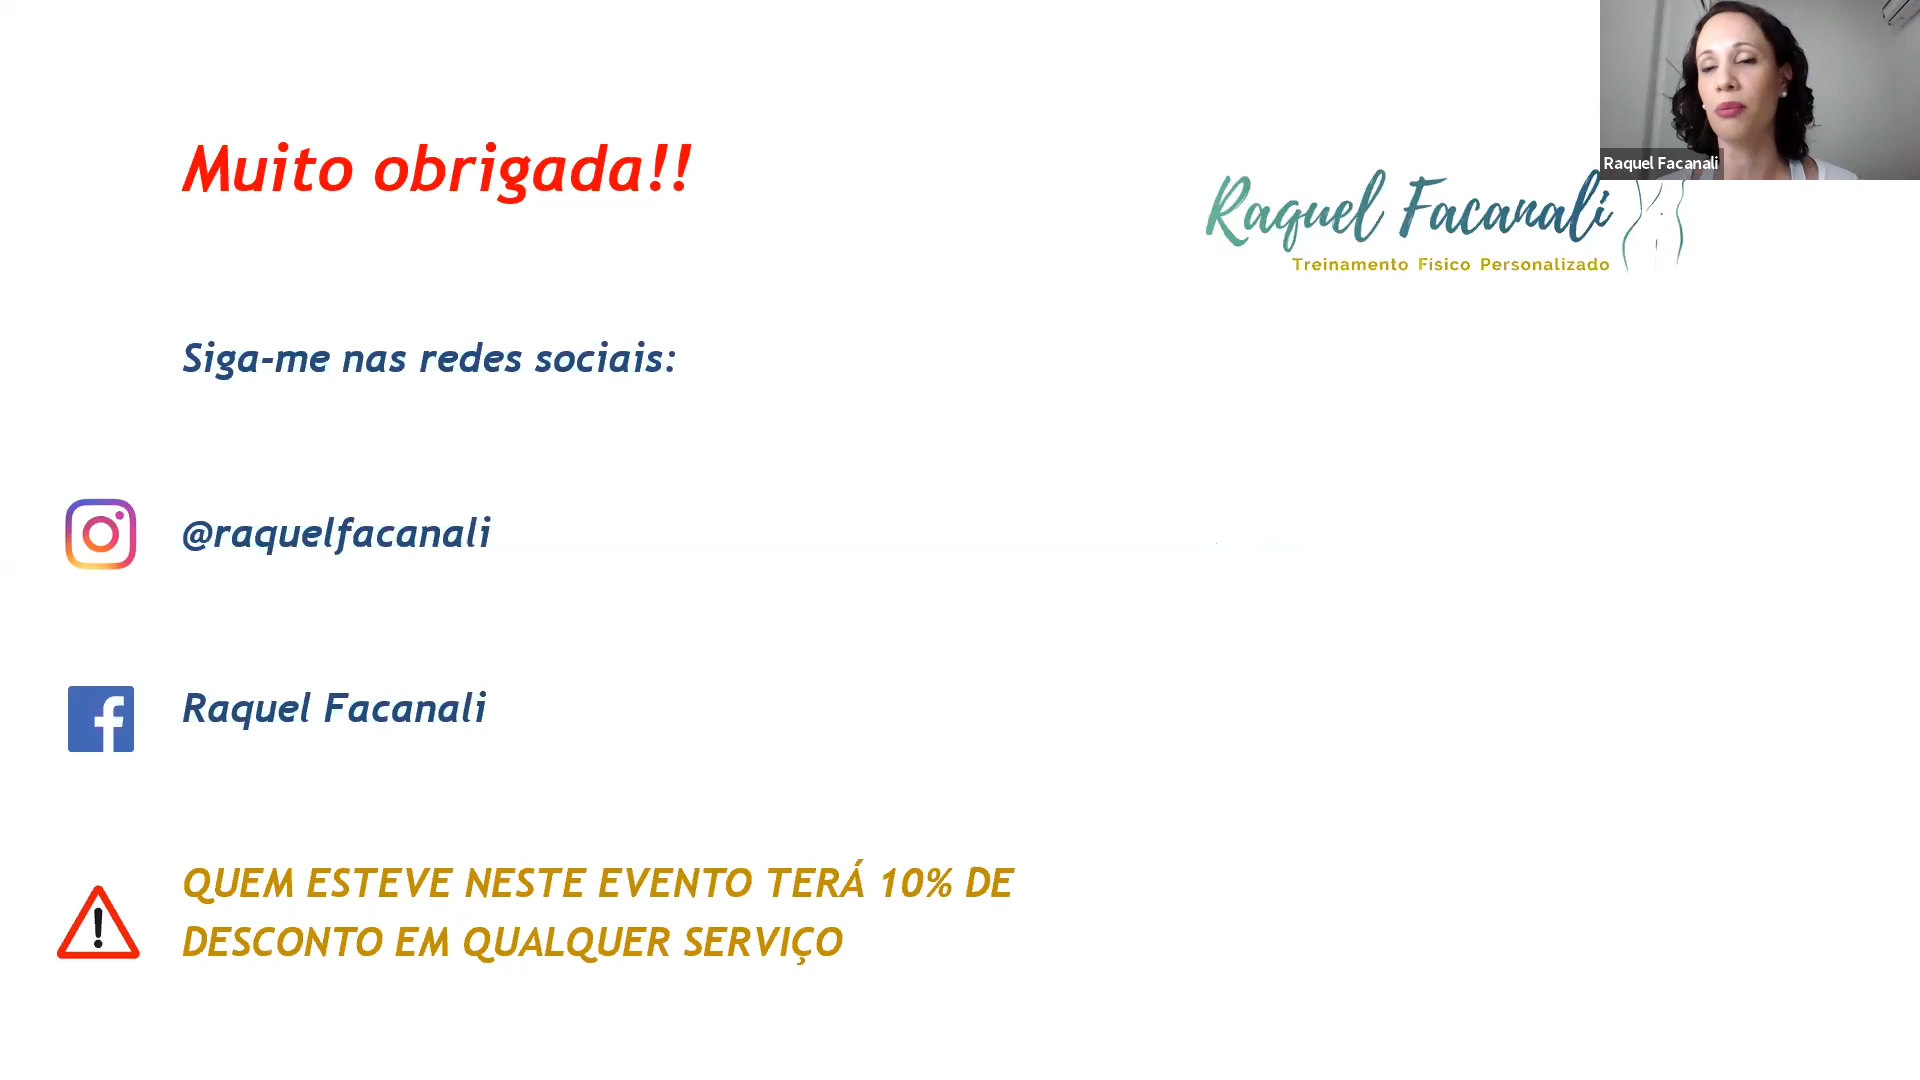 Muito obrigada!!
Raquel Facanali
Raquel Facanali
Treinamento Fisico Personalizado
Siga-me nas redes sociais:
@raquelfacanali
Raquel Facanali
QUEM ESTEVE NESTE EVENTO TERÁ 10% DE
DESCONTO EM QUALQUER SERVIÇO